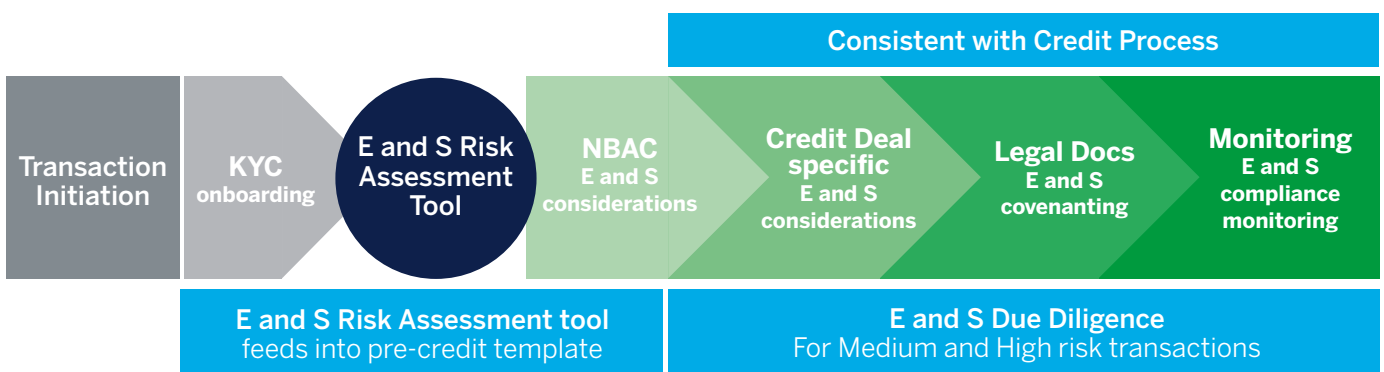 Consistent with Credit Process
Transaction
Initiation
KYC
onboarding
E and S Risk
Assessment
Tool
NBAC
E and S
considerations
Credit Deal
specific
E and S
considerations
Legal Docs
E and S
covenanting
Monitoring
E and S
compliance
monitoring
E and S Risk Assessment tool
feeds into pre-credit template
E and S Due Diligence
For Medium and High risk transactions